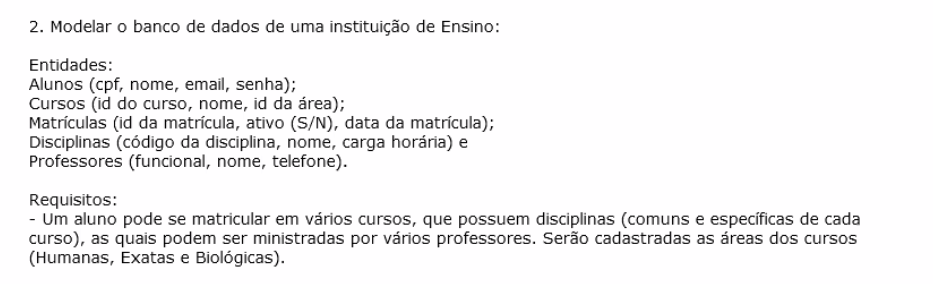 2. Modelar o banco de dados de uma instituição de Ensino:
Entidades:
Alunos (cpf, nome, email, senha);
Cursos (id do curso, nome, id da área);
Matrículas (id da matrícula, ativo (S/N), data da matrícula);
Disciplinas (código da disciplina, nome, carga horária) e
Professores (funcional, nome, telefone).
Requisitos:
- Um aluno pode se matricular em vários cursos, que possuem disciplinas (comuns e específicas de cada
curso), as quais podem ser ministradas por vários professores. Serão cadastradas as áreas dos cursos
(Humanas, Exatas e Biológicas).